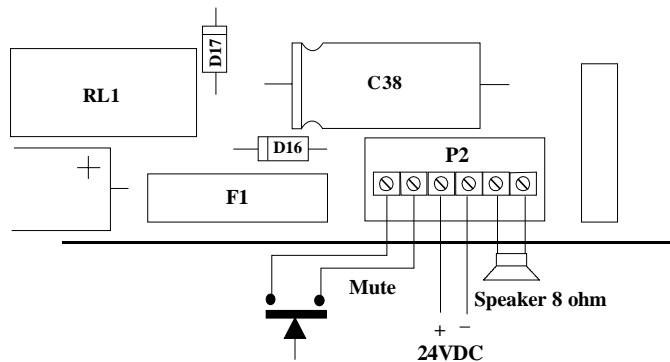 D17
RL1
C38
D16
P2
+
F1
Mute
Speaker 8 ohm
+ −
24VDC